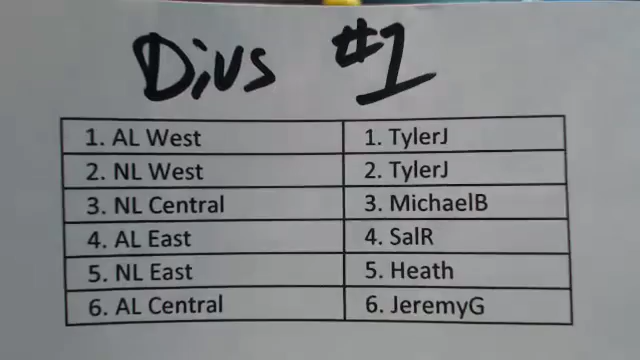 Divs #1
1. AL West 1. TylerJ
2. NL West 2. TylerJ
3. NL Central 3. MichaelB
4. AL East 4. SalR
5. NL East 5. Heath
6. AL Central 6. JeremyG